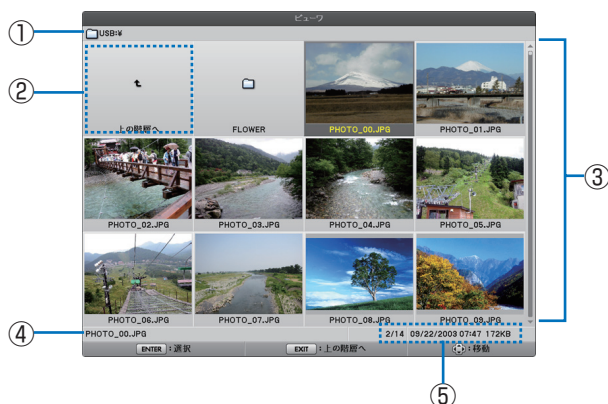 ビューワ
① USB:¥
②
上の階層へ FLOWER PHOTO_00.JPG PHOTO_01.JPG
③
PHOTO_02.JPG PHOTO_03.JPG PHOTO_04.JPG PHOTO_05.JPG
PHOTO_06.JPG PHOTO_07.JPG PHOTO_08.JPG PHOTO_09.JPG
④ PHOTO_00.JPG 2/14 09/22/2003 07:47 172KB
ENTER :選択 EXIT :上の階層へ :移動
⑤